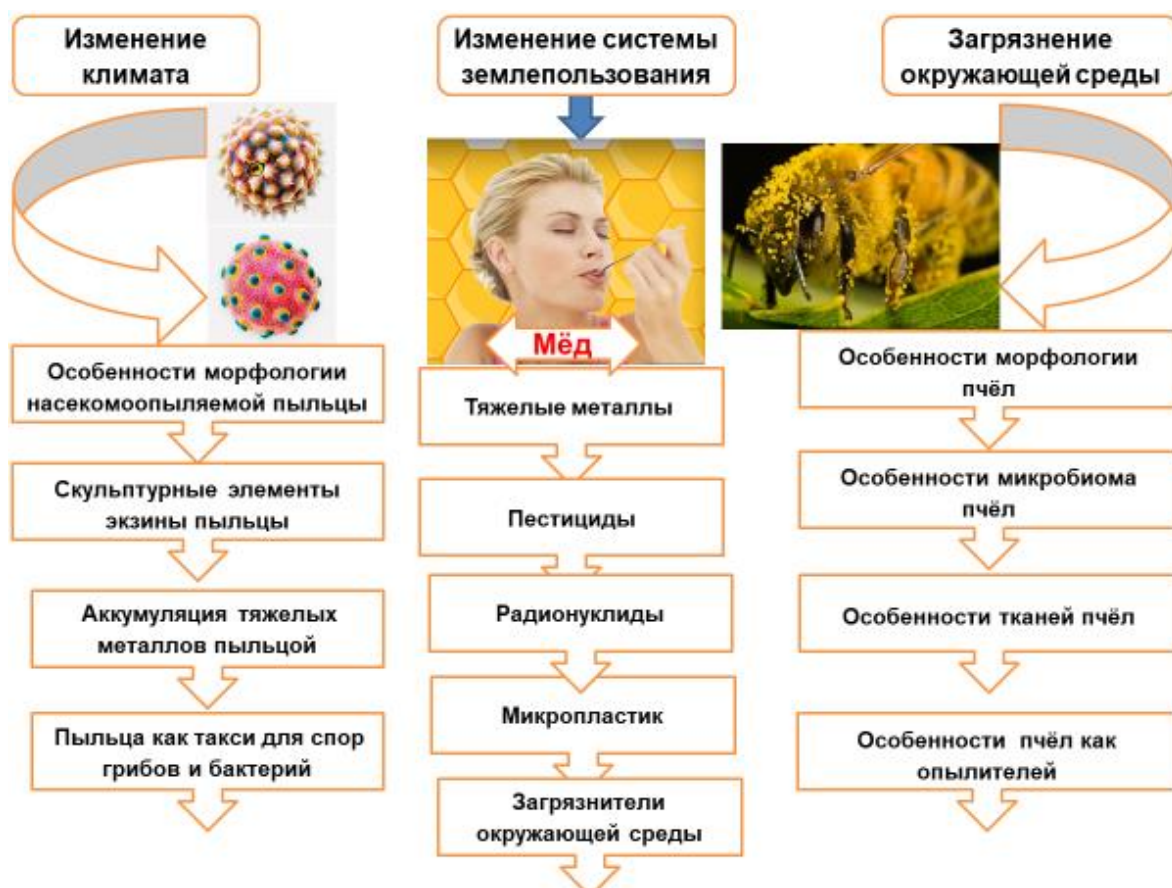 Изменение
климата
Изменение системы
землепользования
Загрязнение
окружающей среды
Мёд
Особенности морфологии
насекомоопыляемой пыльцы
Скульптурные элементы
экзины пыльцы
Аккумуляция тяжелых
металлов пыльцой
Пыльца как такси для спор
грибов и бактерий
Тяжелые металлы
Пестициды
Радионуклиды
Микропластик
Загрязнители
окружающей среды
Особенности морфологии
пчёл
Особенности микробиома
пчёл
Особенности тканей пчёл
Особенности пчёл как
опылителей